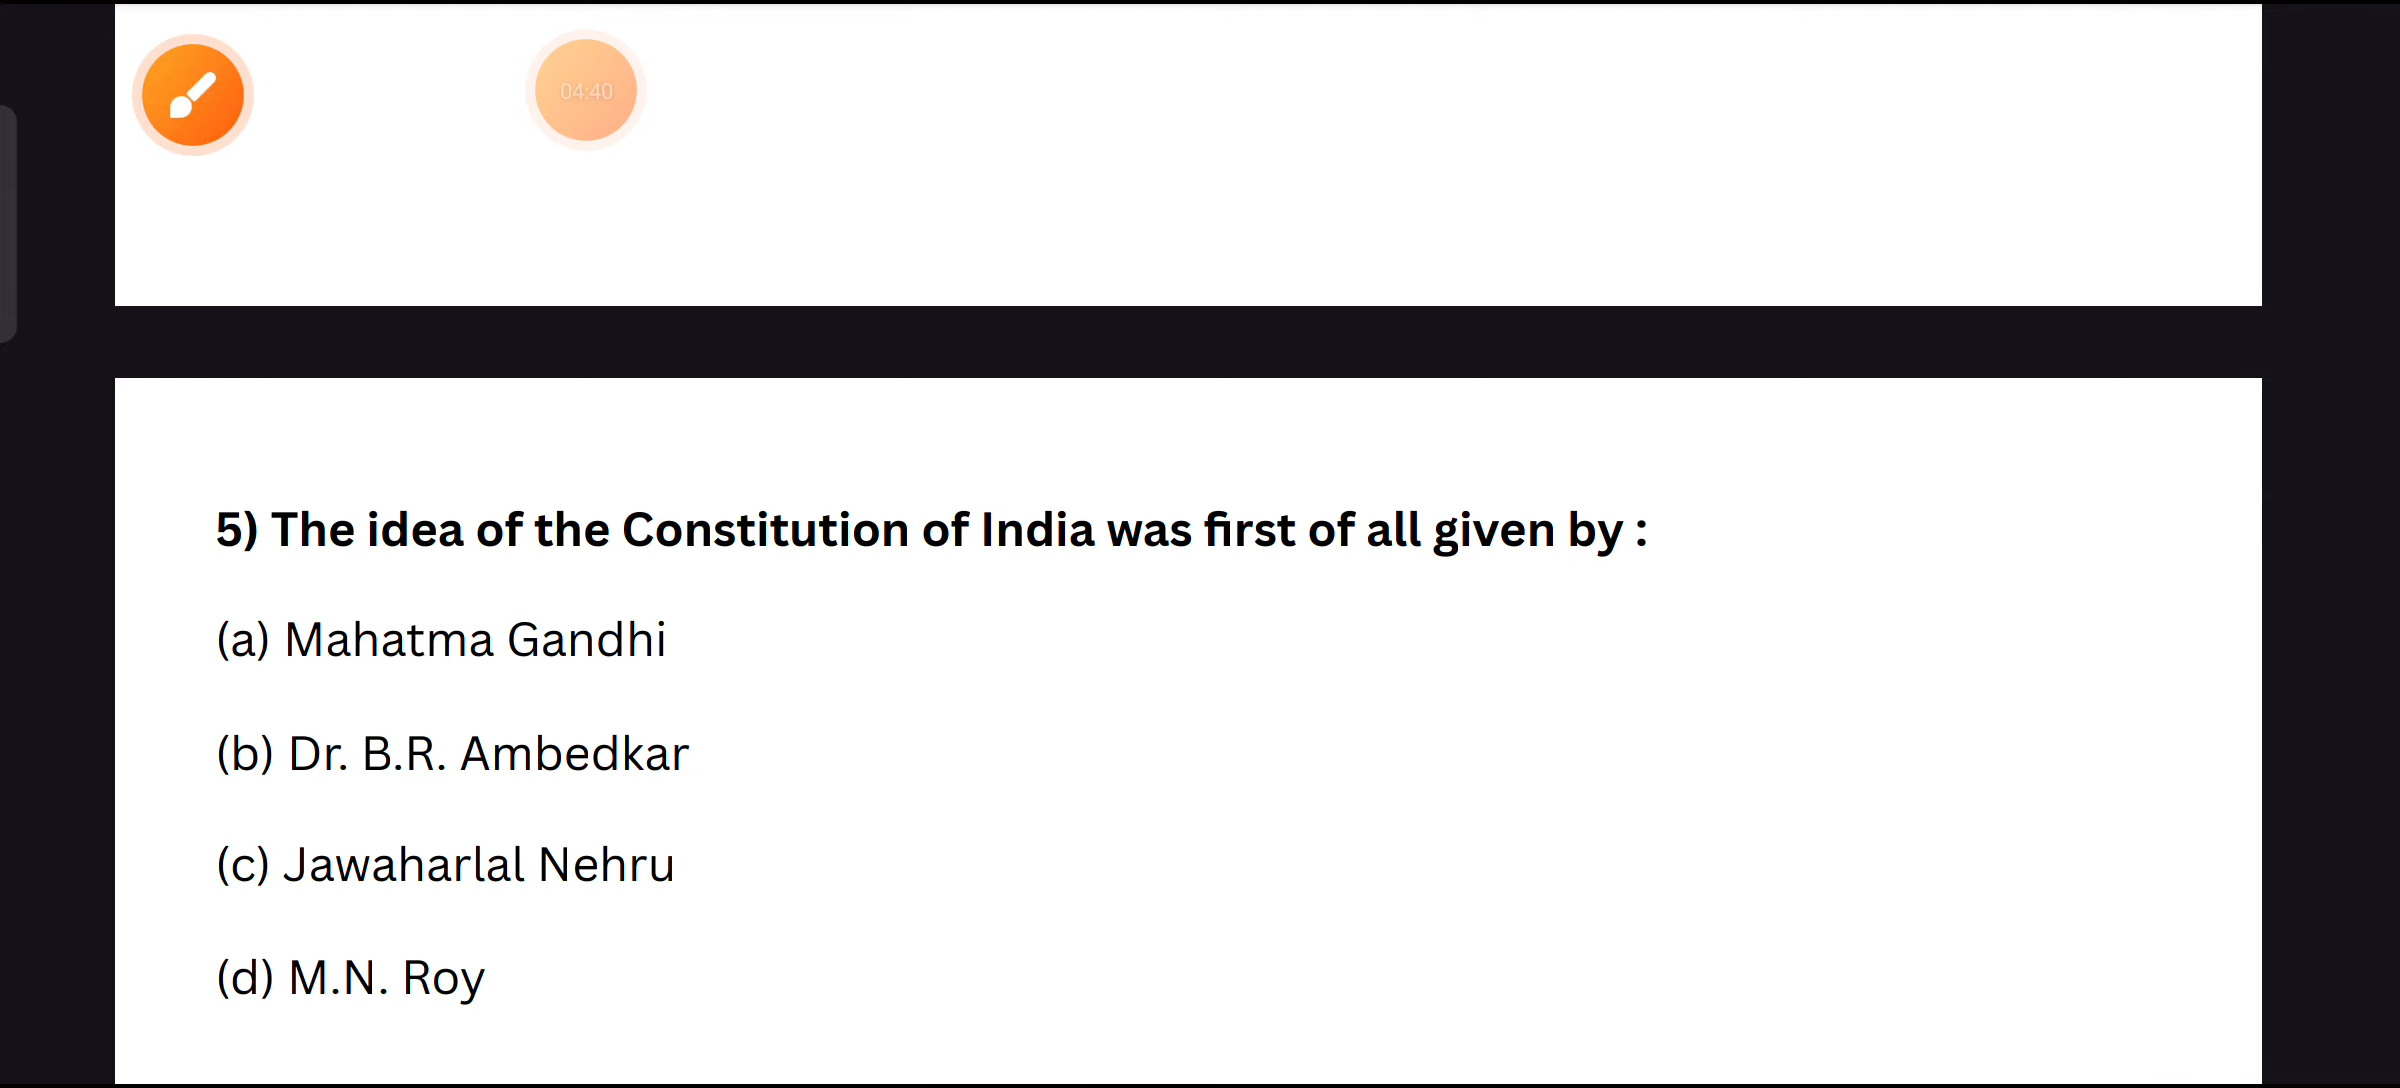 04:40
5) The idea of the Constitution of India was first of all given by :
(a) Mahatma Gandhi
(b) Dr. B.R. Ambedkar
(c) Jawaharlal Nehru
(d) M.N. Roy